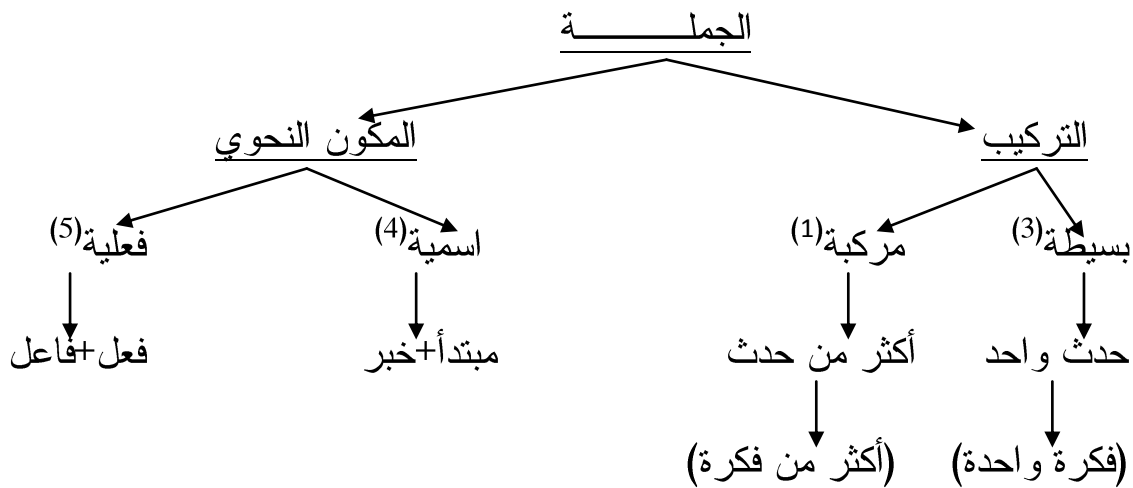 الجملـــــــــــة
التركيب المكون النحوي
بسيطة(3) مركبة(1) اسمية(4) فعلية(5)
حدث واحد أكثر من حدث مبتدأ+خبر فعل+فاعل
(فكرة واحدة) (أكثر من فكرة)